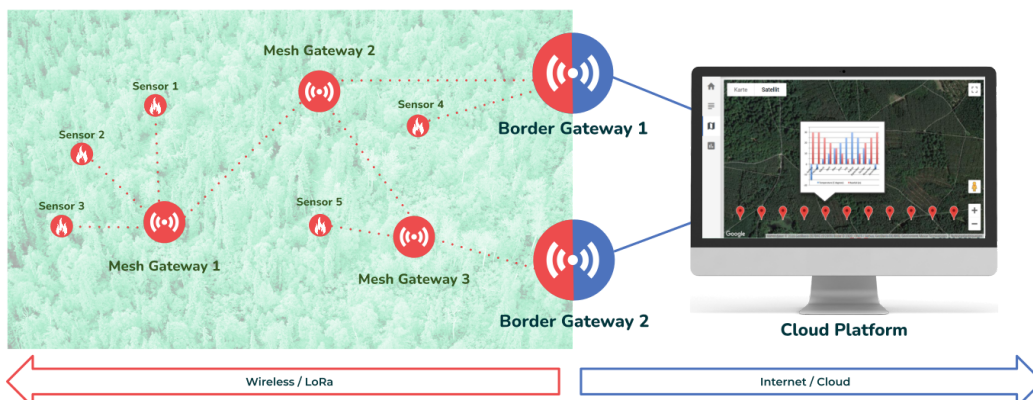 Mesh Gateway 2
Sensor 1
Sensor 4
Border Gateway 1
Sensor 2
Sensor 3
Sensor 5
Mesh Gateway 1
Mesh Gateway 3
Border Gateway 2
Karte Satellit
Google
Cloud Platform
Wireless / LoRa
Internet / Cloud